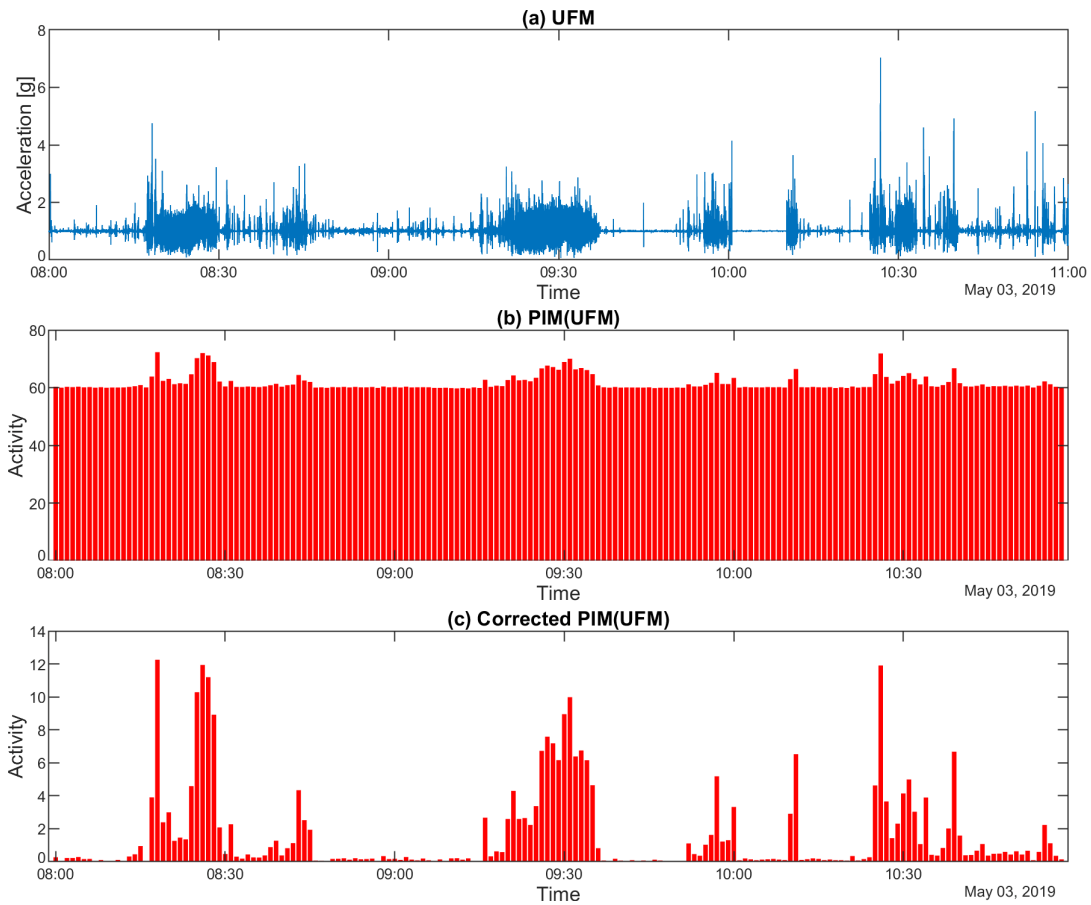 (a) UFM
8
6
4
2
0
Acceleration [g]
08:00 08:30 09:00 09:30 10:00 10:30 11:00
Time
May 03, 2019
(b) PIM(UFM)
80
60
40
20
0
Activity
08:00 08:30 09:00 09:30 10:00 10:30
Time
May 03, 2019
(c) Corrected PIM(UFM)
14
12
10
8
6
4
2
0
Activity
08:00 08:30 09:00 09:30 10:00 10:30
Time
May 03, 2019